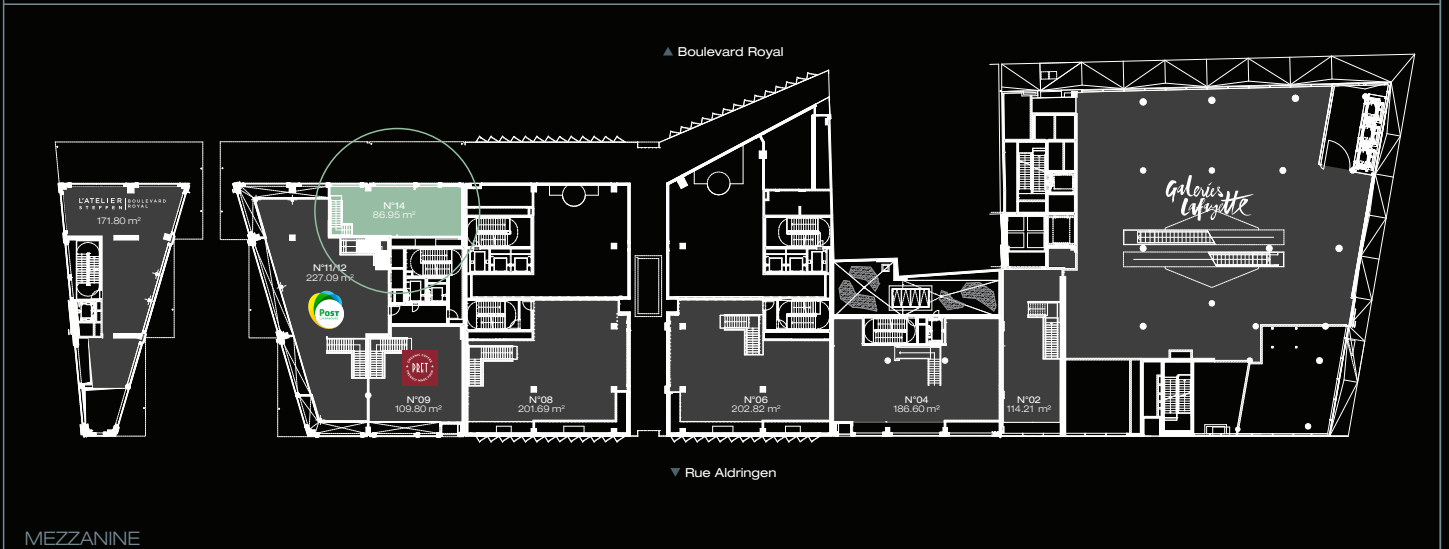 Boulevard Royal
Galeries
Lafayette
L'ATELIER
STEFFEN
BOULEVARD
ROYAL
171.80 m²
N°14
86.95 m²
N°11/12
227.09 m²
POST
PRET
N°09
109.80 m²
N°08
201.69 m²
N°06
202.82 m²
N°04
186.60 m²
N°02
114.21 m²
Rue Aldringen
MEZZANINE